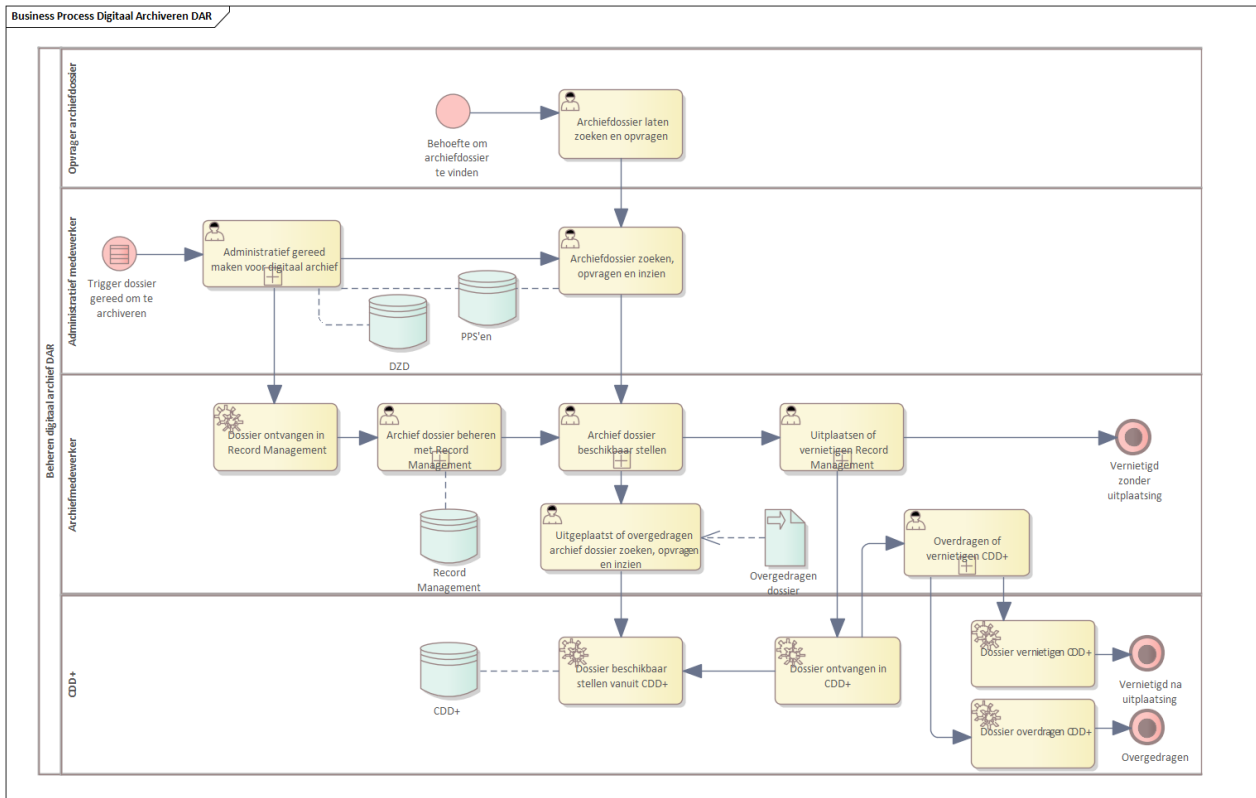 Business Process Digitaal Archiveren DAR
Beheren digitaal archief DAR
Opvrager archiefdossier
Behoefte om
archiefdossier
te vinden
Archiefdossier laten
zoeken en opvragen
Administratief medewerker
Trigger dossier
gereed om te
archiveren
Administratief gereed
maken voor digitaal archief
Archiefdossier zoeken,
opvragen en inzien
PPS'en
DZD
Archiefmedewerker
Dossier ontvangen in
Record Management
Archief dossier beheren
met Record
Management
Archief dossier
beschikbaar stellen
Uitplaatsen of
vernietigen Record
Management
Vernietigd
zonder
uitplaatsing
Record
Management
Uitgeplaatst of overgedragen
archief dossier zoeken, opvragen
en inzien
Overgedragen
dossier
Overdragen of
vernietigen CDD+
CDD+
CDD+
Dossier beschikbaar
stellen vanuit CDD+
Dossier ontvangen in
CDD+
Dossier vernietigen CDD+
Vernietigd na
uitplaatsing
Dossier overdragen CDD+
Overgedragen